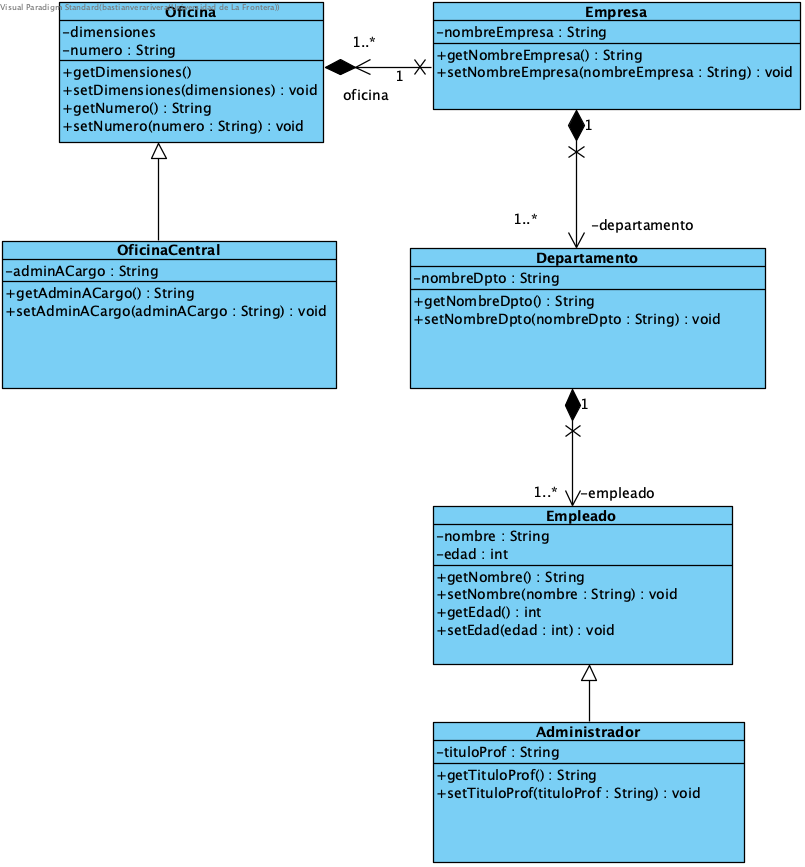 Visual Paradigm Standard(bastianverarivera(Universidad de La Frontera))
Oficina
-dimensiones
-numero : String
+getDimensiones()
+setDimensiones(dimensiones) : void
+getNumero() : String
+setNumero(numero : String) : void
1..*
1
oficina
Empresa
-nombreEmpresa : String
+getNombreEmpresa() : String
+setNombreEmpresa(nombreEmpresa : String) : void
1
1..*
-departamento
OficinaCentral
-adminACargo : String
+getAdminACargo() : String
+setAdminACargo(adminACargo : String) : void
Departamento
-nombreDpto : String
+getNombreDpto() : String
+setNombreDpto(nombreDpto : String) : void
1
1..*
-empleado
Empleado
-nombre : String
-edad : int
+getNombre() : String
+setNombre(nombre : String) : void
+getEdad() : int
+setEdad(edad : int) : void
Administrador
-tituloProf : String
+getTituloProf() : String
+setTituloProf(tituloProf : String) : void